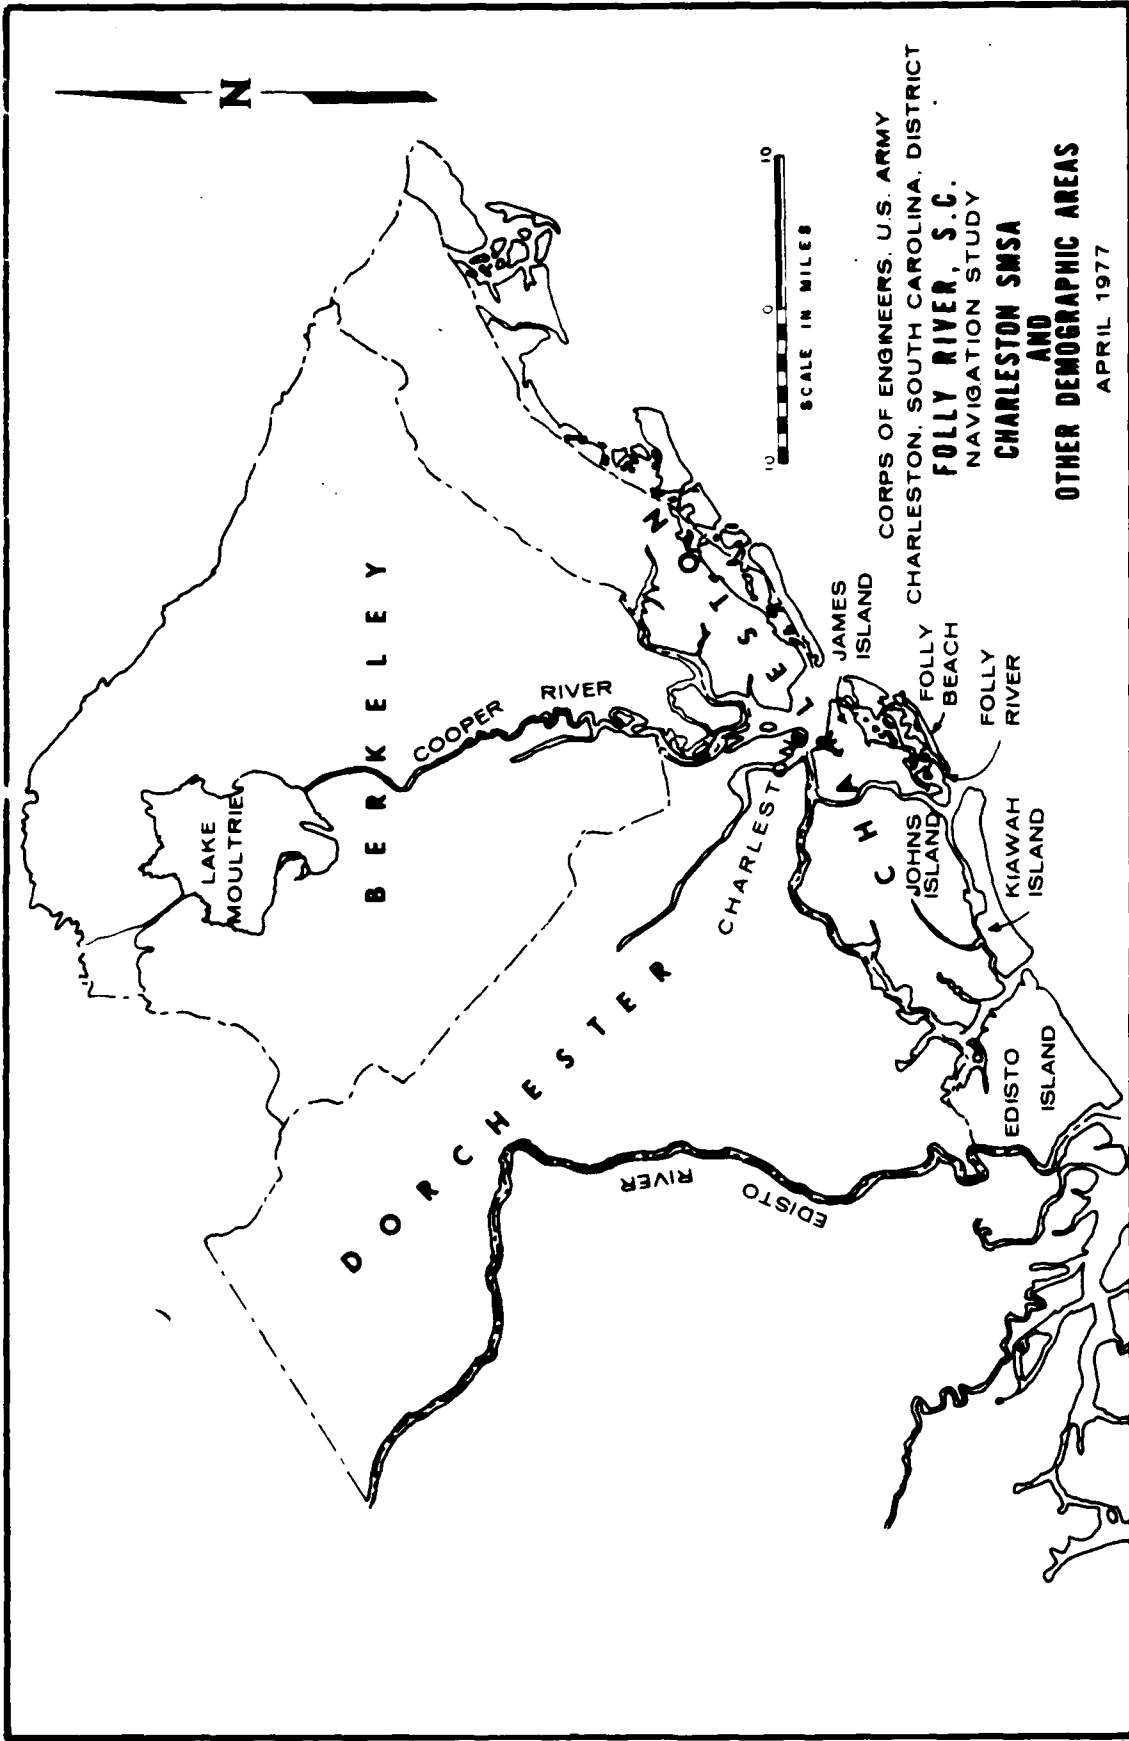 N
LAKE
MOULTRIE
BERKELEY
COOPER RIVER
DORCHESTER
CHARLESTON
CHARLESTON
EDISTO RIVER
JAMES
ISLAND
FOLLY
BEACH
FOLLY
RIVER
JOHNS
ISLAND
KIAWAH
ISLAND
EDISTO
ISLAND
10 0 10
SCALE IN MILES
CORPS OF ENGINEERS, U.S. ARMY
CHARLESTON, SOUTH CAROLINA, DISTRICT
FOLLY RIVER, S.C.
NAVIGATION STUDY
CHARLESTON SMSA
AND
OTHER DEMOGRAPHIC AREAS
APRIL 1977